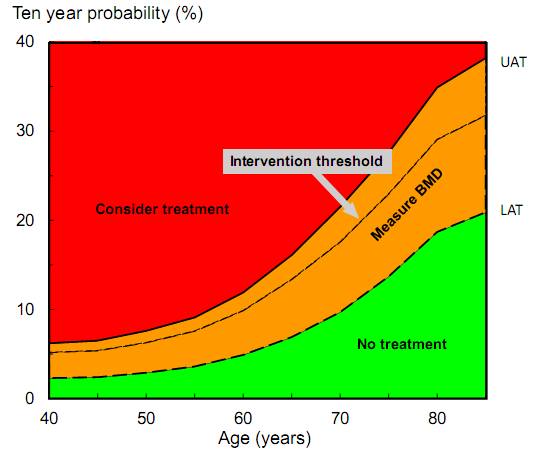 Ten year probability (%)
40
UAT
30
Intervention threshold
Consider treatment
20
Measure BMD
LAT
10
No treatment
0
40 50 60 70 80
Age (years)